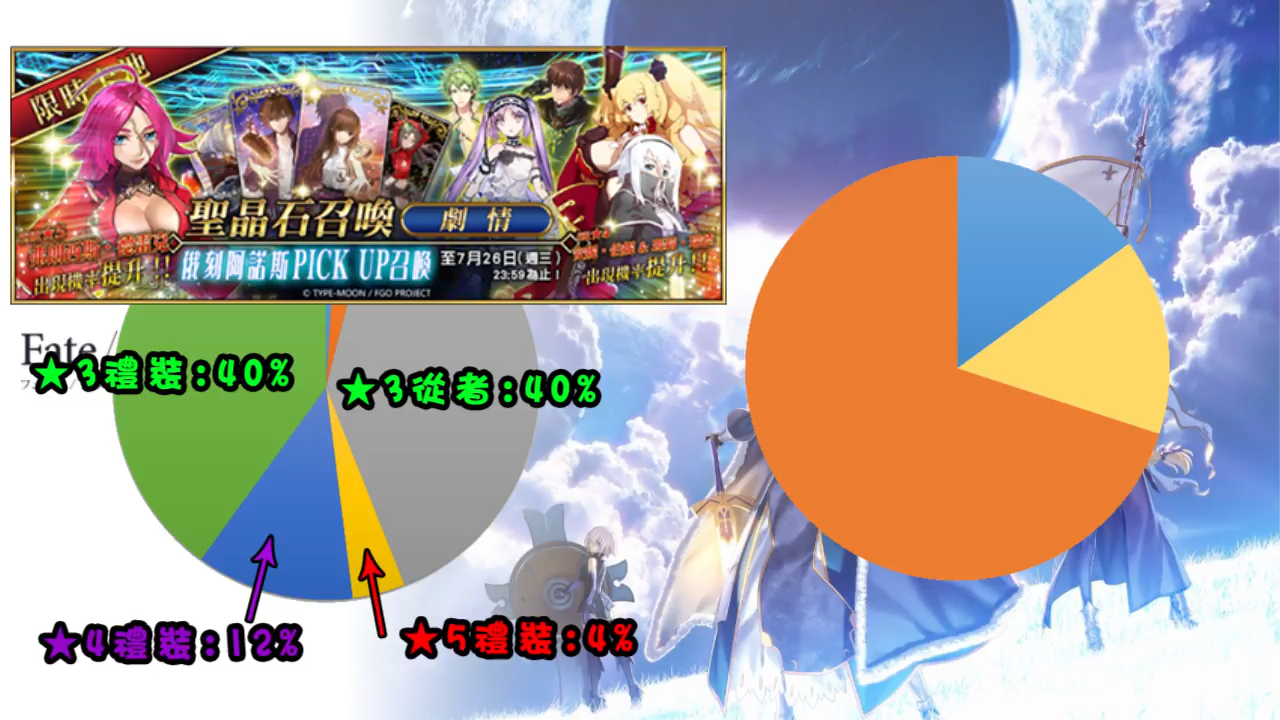 限時
聖晶石召喚
劇 情
俄刻阿諾斯PICK UP召喚
至7月26日(週三)
23:59為止!
出現機率提升!!
出現機率提升!!
© TYPE-MOON / FGO PROJECT
Fate/
★3禮裝:40%
★3從者:40%
★4禮裝:12%
★5禮裝:4%